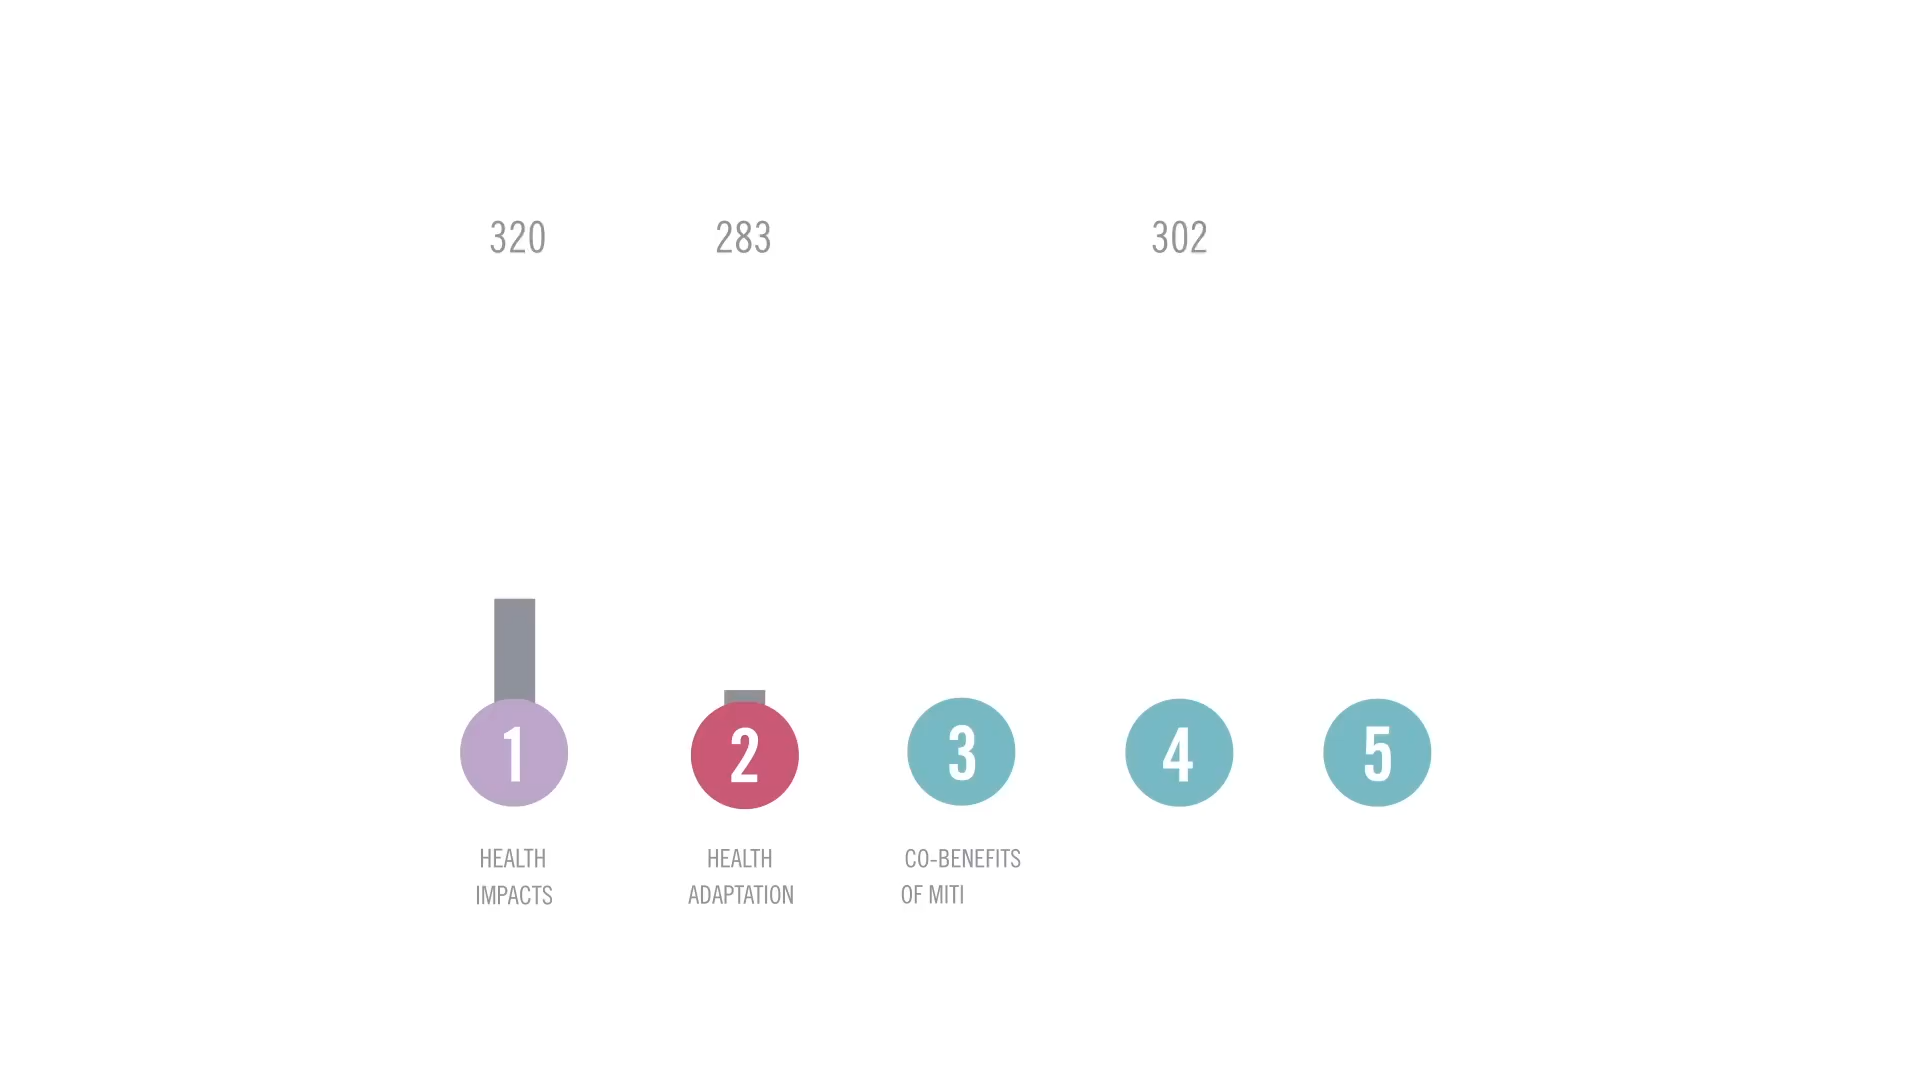 320
283
302
1
2
3
4
5
HEALTH
IMPACTS
HEALTH
ADAPTATION
CO-BENEFITS
OF MITI